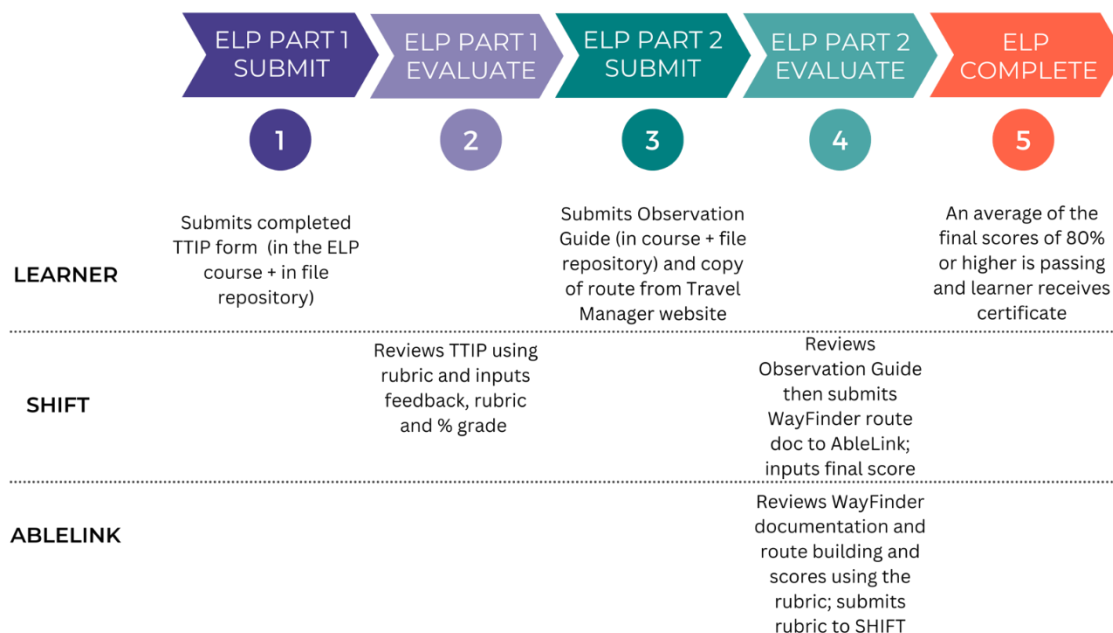 ELP PART 1
SUBMIT
ELP PART 1
EVALUATE
ELP PART 2
SUBMIT
ELP PART 2
EVALUATE
ELP
COMPLETE
1
2
3
4
5
LEARNER
Submits completed
TTIP form (in the ELP
course + in file
repository)
Submits Observation
Guide (in course + file
repository) and copy
of route from Travel
Manager website
An average of the
final scores of 80%
or higher is passing
and learner receives
certificate
SHIFT
Reviews TTIP using
rubric and inputs
feedback, rubric
and % grade
Reviews
Observation Guide
then submits
WayFinder route
doc to AbleLink;
inputs final score
ABLELINK
Reviews WayFinder
documentation and
route building and
scores using the
rubric; submits
rubric to SHIFT